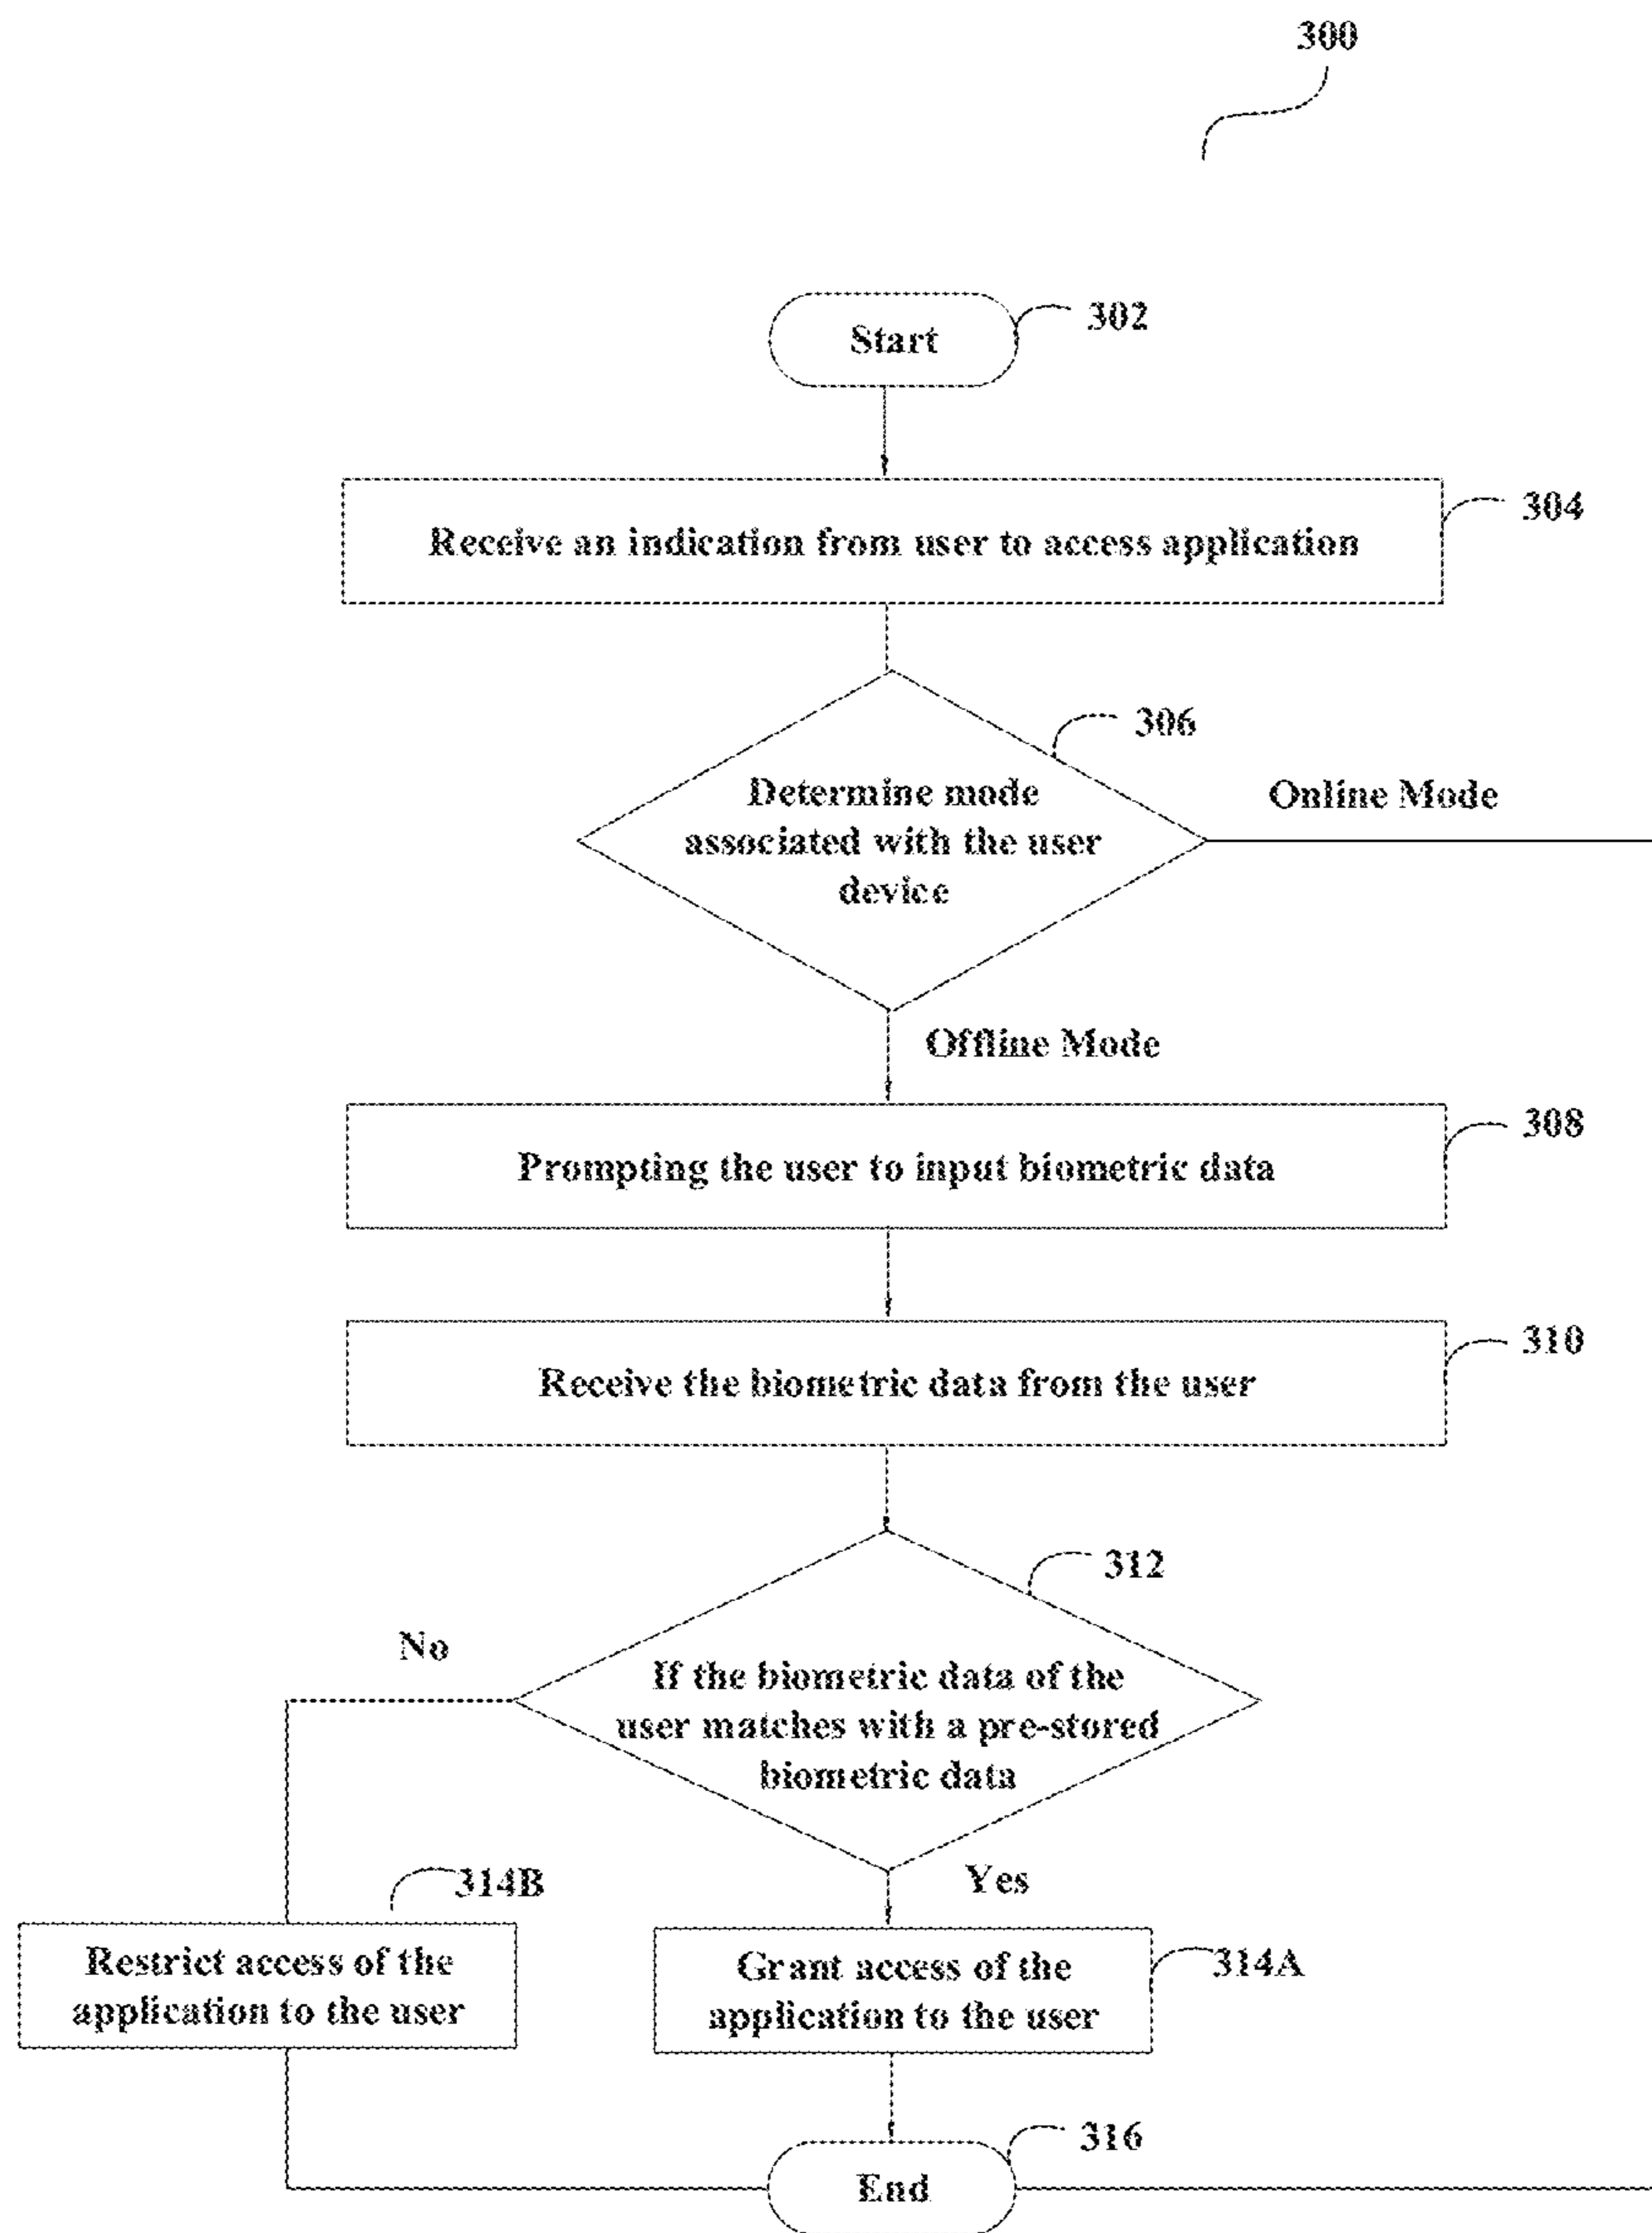 300
Start
302
Receive an indication from user to access application
304
306
Determine mode
associated with the user
device
Online Mode
Offline Mode
Prompting the user to input biometric data
308
Receive the biometric data from the user
310
312
No
If the biometric data of the
user matches with a pre-stored
biometric data
Yes
314B
Restrict access of the
application to the user
Grant access of the
application to the user
314A
316
End